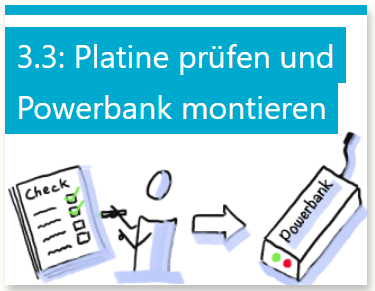 3.3: Platine prüfen und
Powerbank montieren
Check
Powerbank